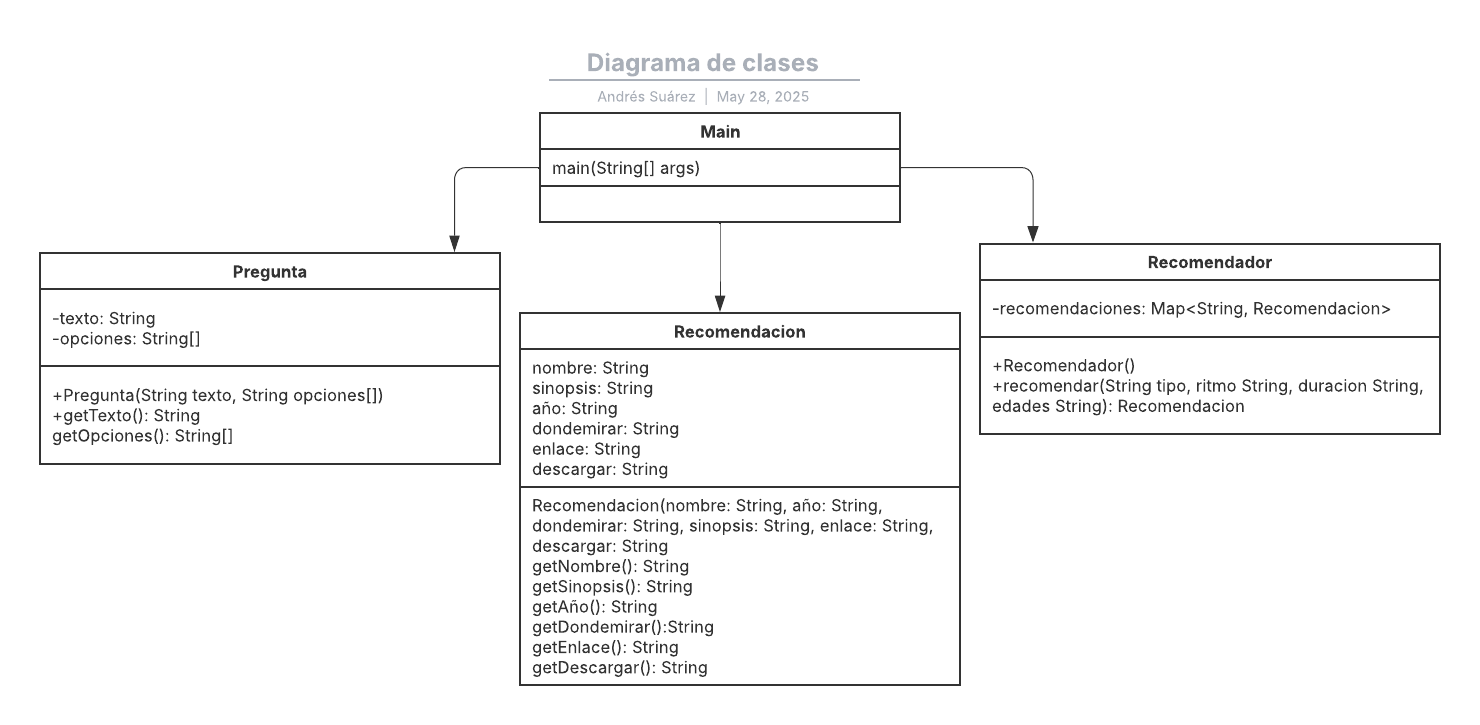 Diagrama de clases
Andrés Suárez | May 28, 2025
Main
main(String[] args)
Pregunta
-texto: String
-opciones: String[]
+Pregunta(String texto, String opciones[])
+getTexto(): String
getOpciones(): String[]
Recomendacion
nombre: String
sinopsis: String
año: String
dondemirar: String
enlace: String
descargar: String
Recomendacion(nombre: String, año: String,
dondemirar: String, sinopsis: String, enlace: String,
descargar: String
getNombre(): String
getSinopsis(): String
getAño(): String
getDondemirar():String
getEnlace(): String
getDescargar(): String
Recomendador
-recomendaciones: Map<String, Recomendacion>
+Recomendador()
+recomendar(String tipo, ritmo String, duracion String,
edades String): Recomendacion